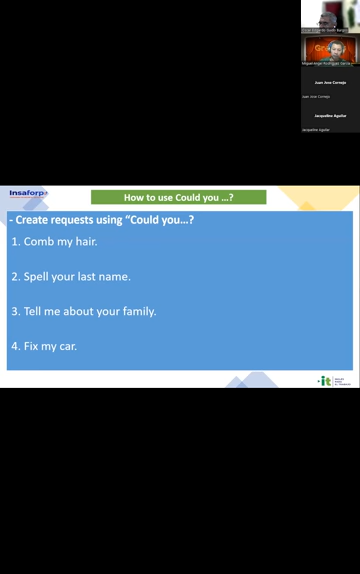 Juan Jose Cornejo
Juan Jose Cornejo
Jacqueline Aguilar
Jacqueline Aguilar
Insaforp
How to use Could you ...?
- Create requests using “Could you...?
1. Comb my hair.
2. Spell your last name.
3. Tell me about your family.
4. Fix my car.
it